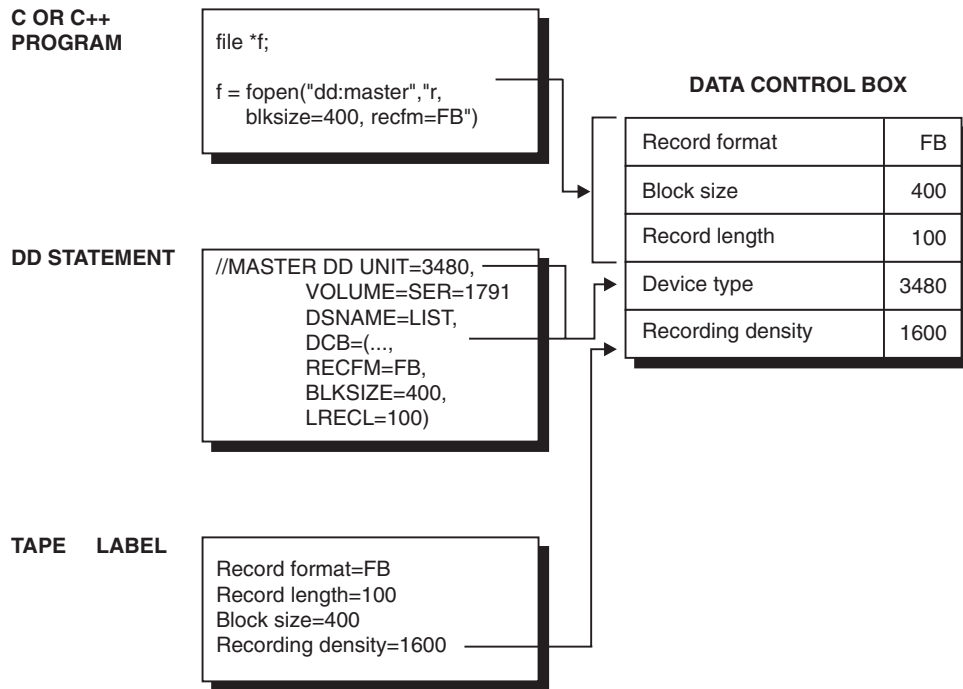 C OR C++
PROGRAM
file *f;
f = fopen("dd:master","r,
blksize=400, recfm=FB")
DATA CONTROL BOX
Record format FB
Block size 400
Record length 100
Device type 3480
Recording density 1600
DD STATEMENT
//MASTER DD UNIT=3480,
VOLUME=SER=1791
DSNAME=LIST,
DCB=(...,
RECFM=FB,
BLKSIZE=400,
LRECL=100)
TAPE LABEL
Record format=FB
Record length=100
Block size=400
Recording density=1600